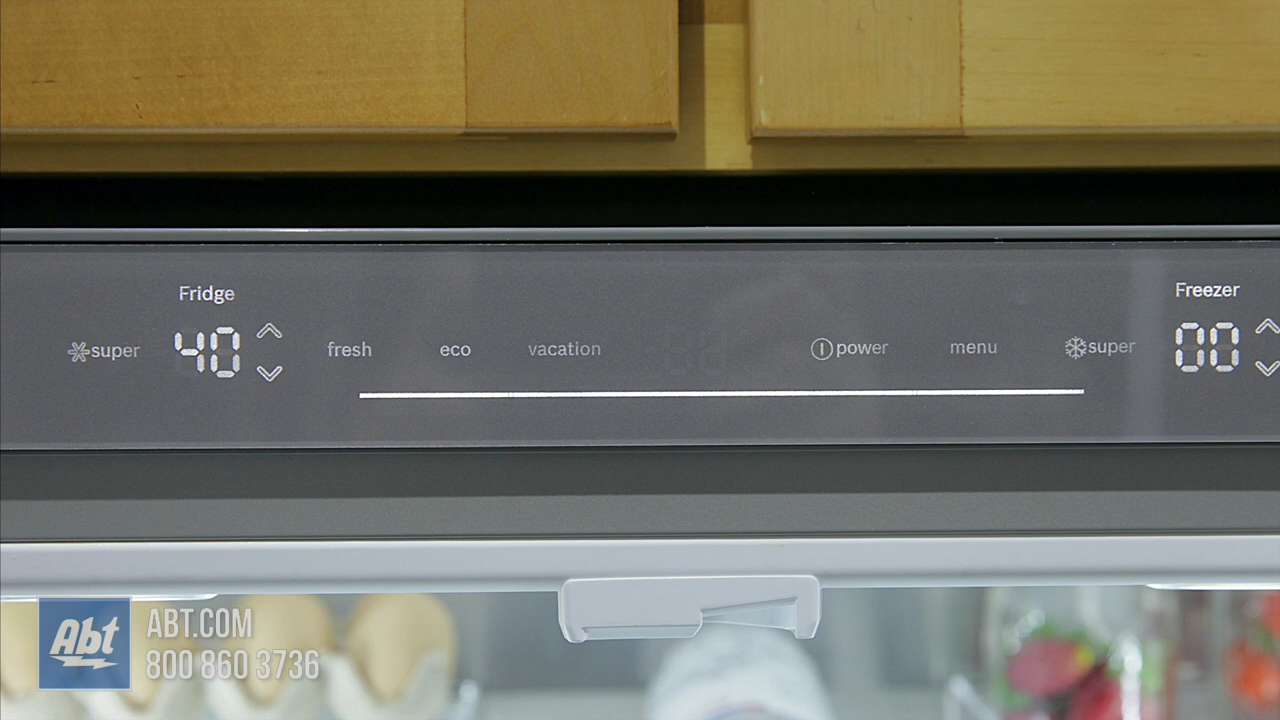 Fridge
Freezer
super 40 fresh eco vacation power menu super 00
Abt
ABT.COM
800 860 3736